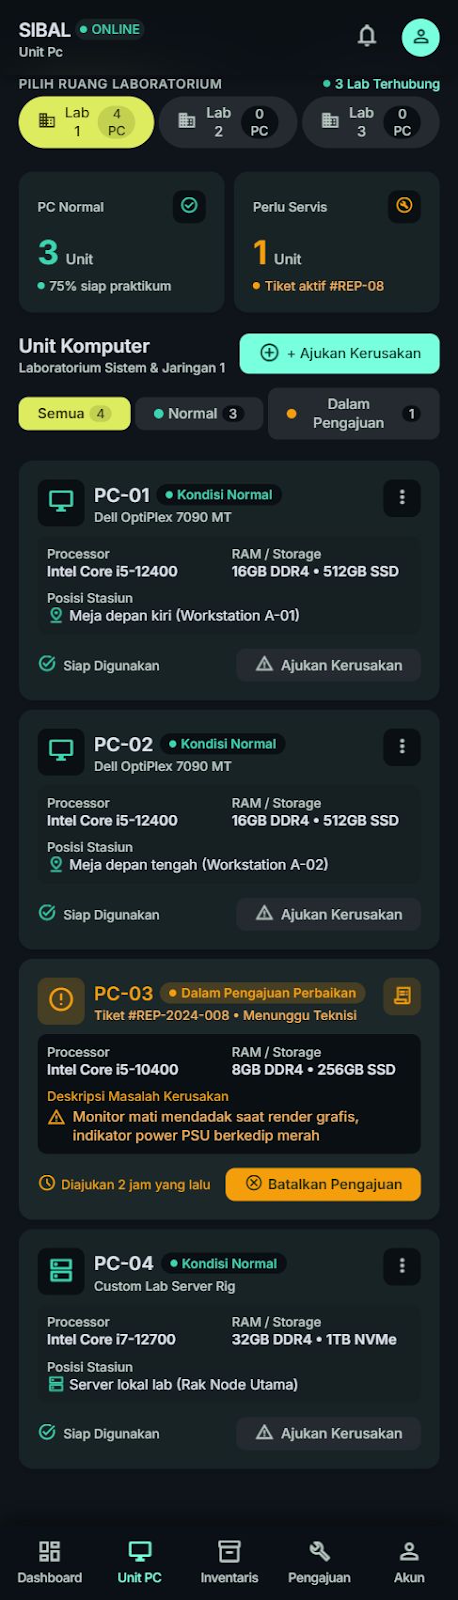 SIBAL
ONLINE
Unit Pc
PILIH RUANG LABORATORIUM
3 Lab Terhubung
Lab 1
4 PC
Lab 2
0 PC
Lab 3
0 PC
PC Normal
3 Unit
75% siap praktikum
Perlu Servis
1 Unit
Tiket aktif #REP-08
Unit Komputer
Laboratorium Sistem & Jaringan 1
+ Ajukan Kerusakan
Semua 4
Normal 3
Dalam Pengajuan 1
PC-01
Kondisi Normal
Dell OptiPlex 7090 MT
Processor
Intel Core i5-12400
RAM / Storage
16GB DDR4 • 512GB SSD
Posisi Stasiun
Meja depan kiri (Workstation A-01)
Siap Digunakan
Ajukan Kerusakan
PC-02
Kondisi Normal
Dell OptiPlex 7090 MT
Processor
Intel Core i5-12400
RAM / Storage
16GB DDR4 • 512GB SSD
Posisi Stasiun
Meja depan tengah (Workstation A-02)
Siap Digunakan
Ajukan Kerusakan
PC-03
Dalam Pengajuan Perbaikan
Tiket #REP-2024-008 • Menunggu Teknisi
Processor
Intel Core i5-10400
RAM / Storage
8GB DDR4 • 256GB SSD
Deskripsi Masalah Kerusakan
Monitor mati mendadak saat render grafis,
indikator power PSU berkedip merah
Diajukan 2 jam yang lalu
Batalkan Pengajuan
PC-04
Kondisi Normal
Custom Lab Server Rig
Processor
Intel Core i7-12700
RAM / Storage
32GB DDR4 • 1TB NVMe
Posisi Stasiun
Server lokal lab (Rak Node Utama)
Siap Digunakan
Ajukan Kerusakan
Dashboard
Unit PC
Inventaris
Pengajuan
Akun